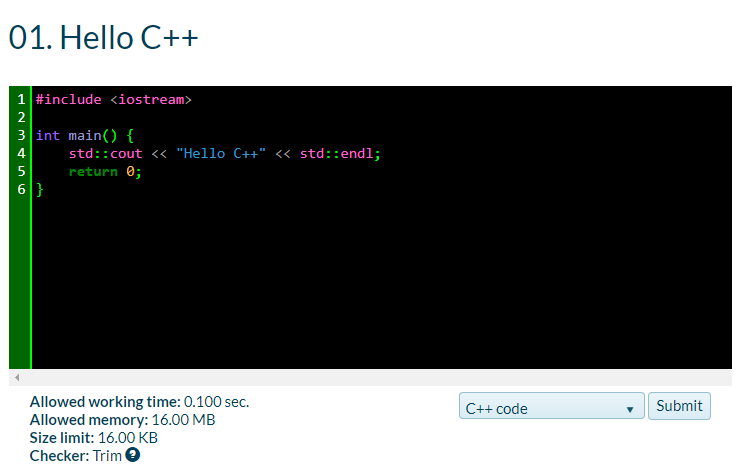 01. Hello C++
1 #include <iostream>
2
3 int main() {
4 std::cout << "Hello C++" << std::endl;
5 return 0;
6 }
Allowed working time: 0.100 sec.
Allowed memory: 16.00 MB
Size limit: 16.00 KB
Checker: Trim ?
C++ code
Submit